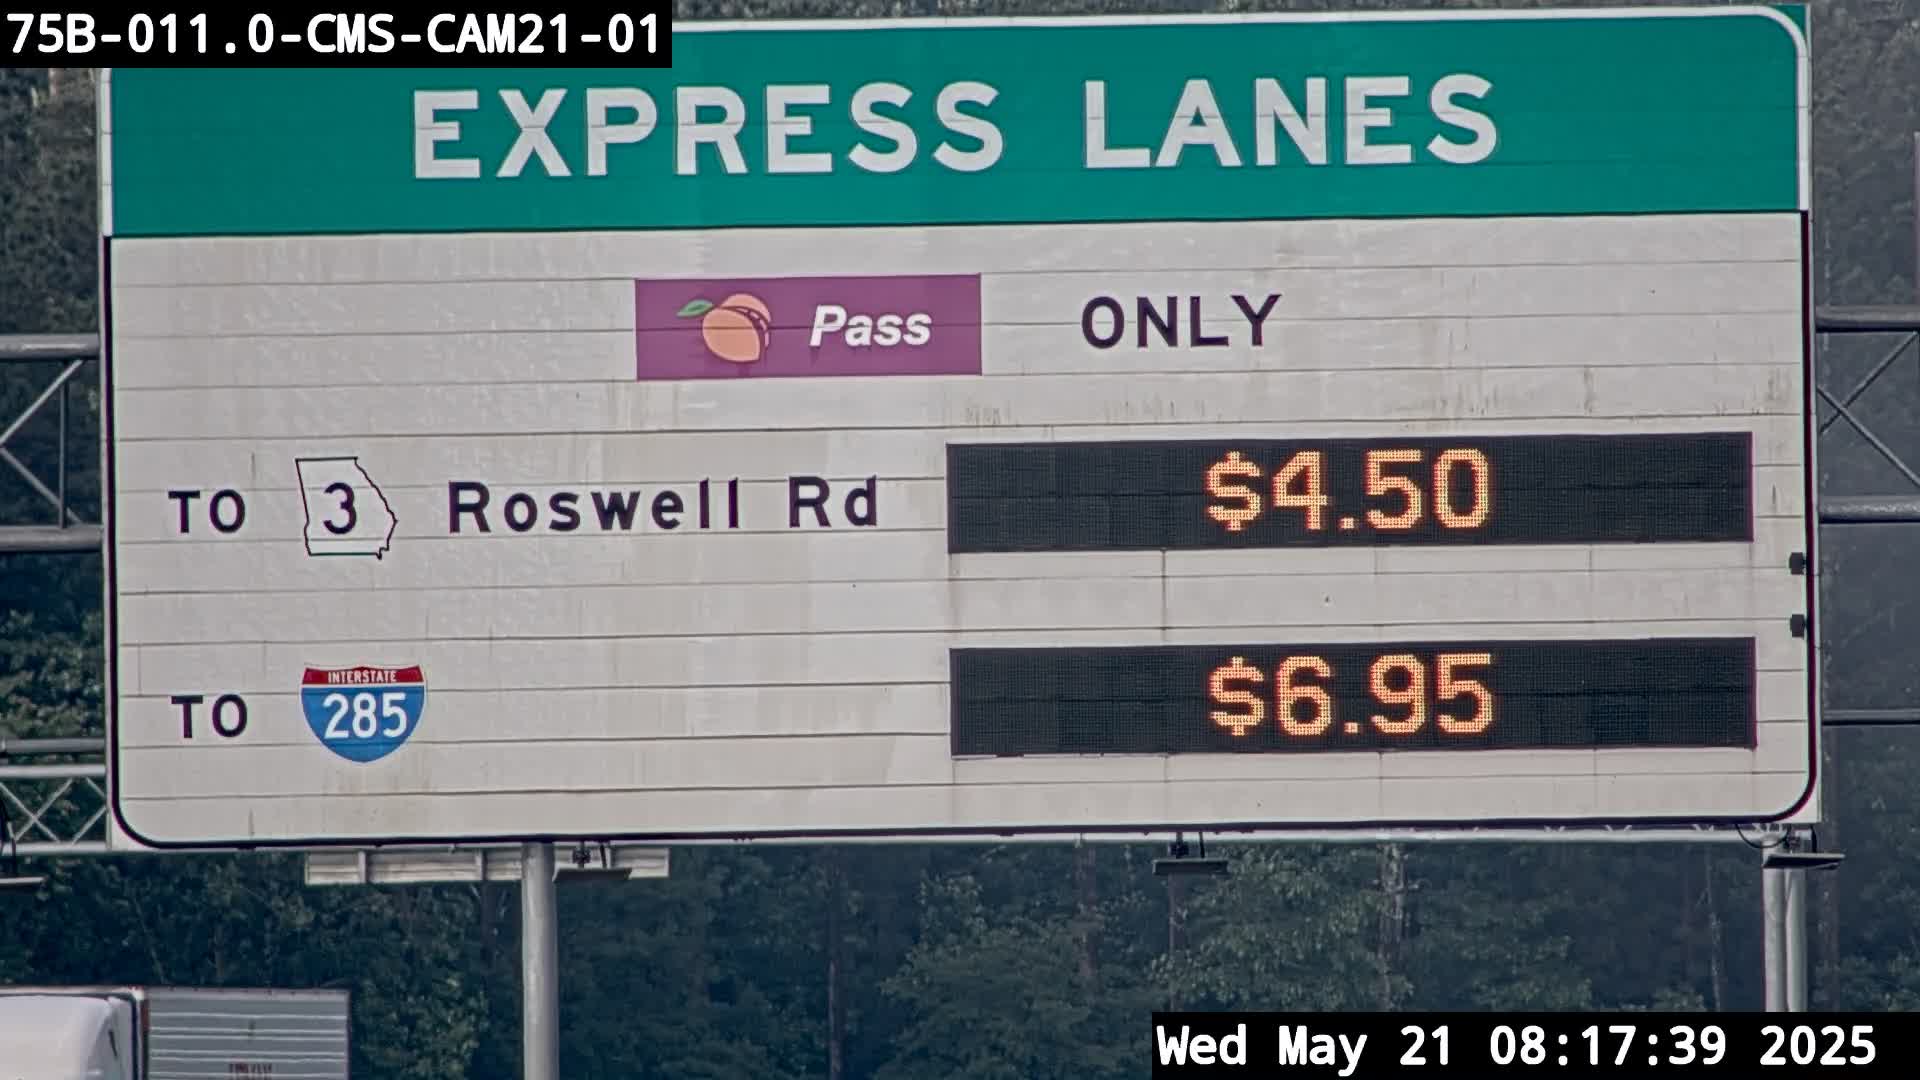 75B-011.0-CMS-CAM21-01
EXPRESS LANES
Pass ONLY
TO 3 Roswell Rd $4.50
TO INTERSTATE 285 $6.95
Wed May 21 08:17:39 2025